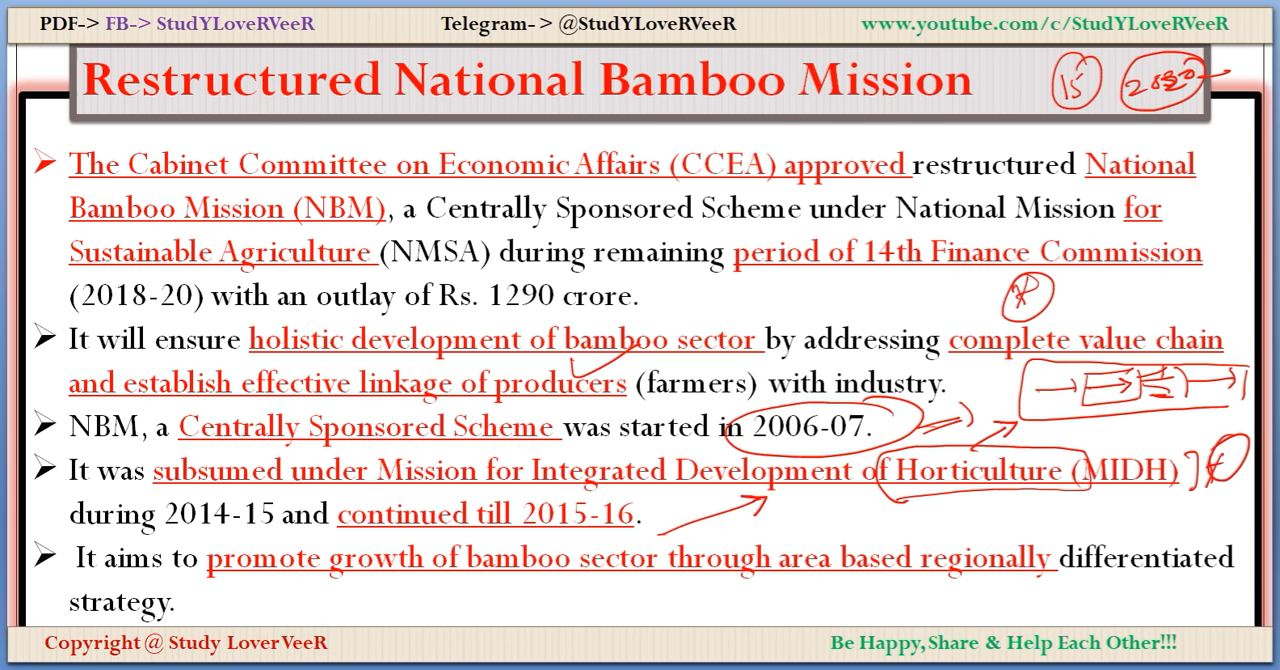 PDF-> FB-> StudYLoveRVeeR Telegram-> @StudYLoveRVeeR www.youtube.com/c/StudYLoveRVeeR
Restructured National Bamboo Mission 15
➢ The Cabinet Committee on Economic Affairs (CCEA) approved restructured National
Bamboo Mission (NBM), a Centrally Sponsored Scheme under National Mission for
Sustainable Agriculture (NMSA) during remaining period of 14th Finance Commission
(2018-20) with an outlay of Rs. 1290 crore.
➢ It will ensure holistic development of bamboo sector by addressing complete value chain
and establish effective linkage of producers (farmers) with industry.
➢ NBM, a Centrally Sponsored Scheme was started in 2006-07.
➢ It was subsumed under Mission for Integrated Development of Horticulture (MIDH)
during 2014-15 and continued till 2015-16.
➢ It aims to promote growth of bamboo sector through area based regionally differentiated
strategy.
Copyright @ Study LoverVeeR Be Happy,Share & Help Each Other!!!